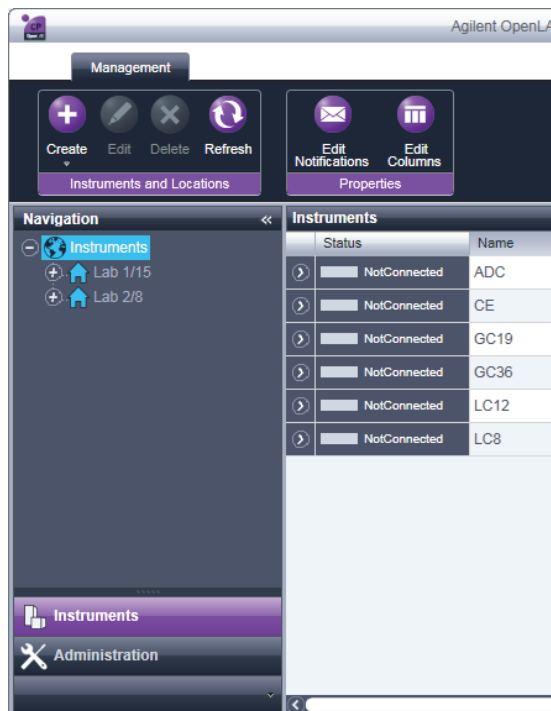 CP
Open
Agilent OpenLA
Management
Create Edit Delete Refresh
Edit Notifications
Edit Columns
Instruments and Locations
Properties
Navigation
Instruments
Lab 1/15
Lab 2/8
Instruments
Status Name
NotConnected ADC
NotConnected CE
NotConnected GC19
NotConnected GC36
NotConnected LC12
NotConnected LC8
Instruments
Administration